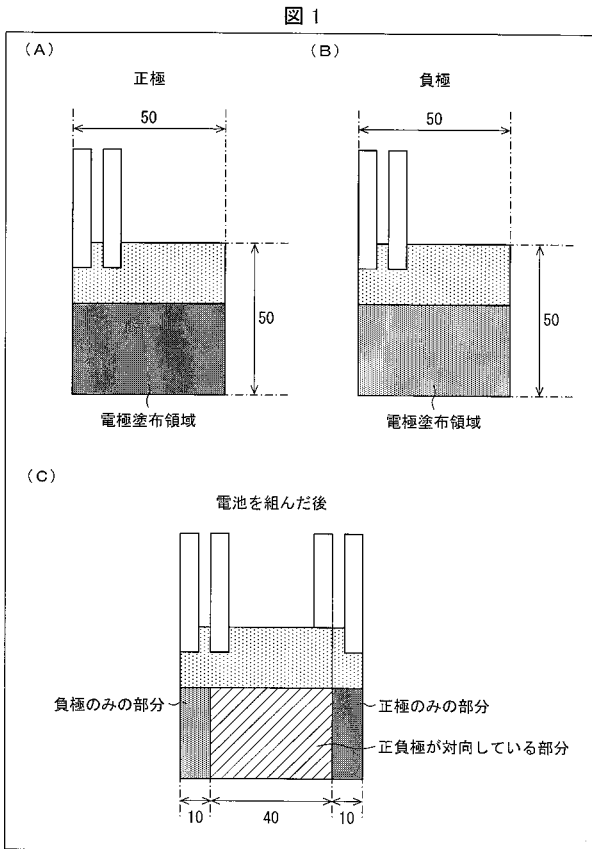 図1
(A)
正極
50
50
電極塗布領域
(B)
負極
50
50
電極塗布領域
(C)
電池を組んだ後
負極のみの部分
正極のみの部分
正負極が対向している部分
10
40
10